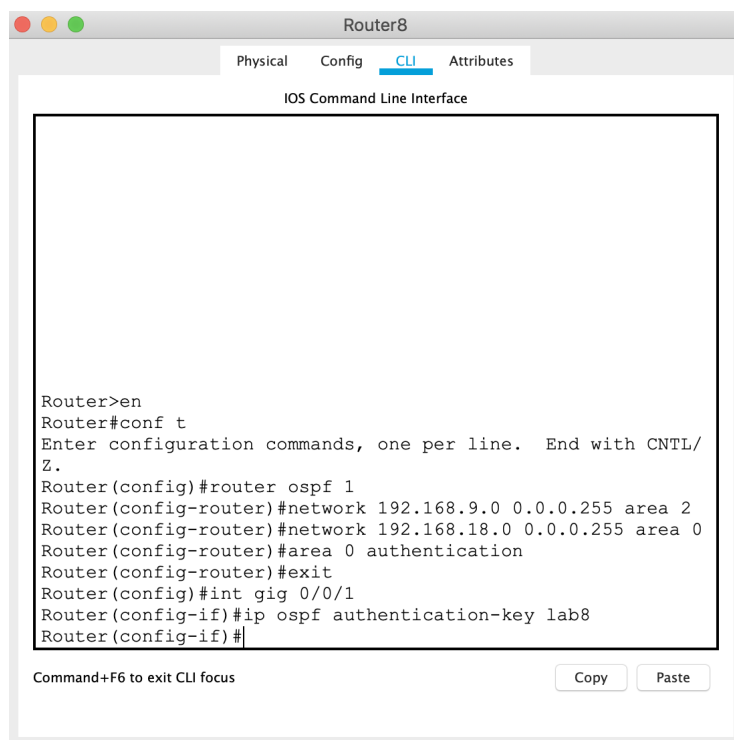 Router8
Physical Config CLI Attributes
IOS Command Line Interface
Router>en
Router#conf t
Enter configuration commands, one per line.  End with CNTL/
Z.
Router(config)#router ospf 1
Router(config-router)#network 192.168.9.0 0.0.0.255 area 2
Router(config-router)#network 192.168.18.0 0.0.0.255 area 0
Router(config-router)#area 0 authentication
Router(config-router)#exit
Router(config)#int gig 0/0/1
Router(config-if)#ip ospf authentication-key lab8
Router(config-if)#
Command+F6 to exit CLI focus
Copy Paste